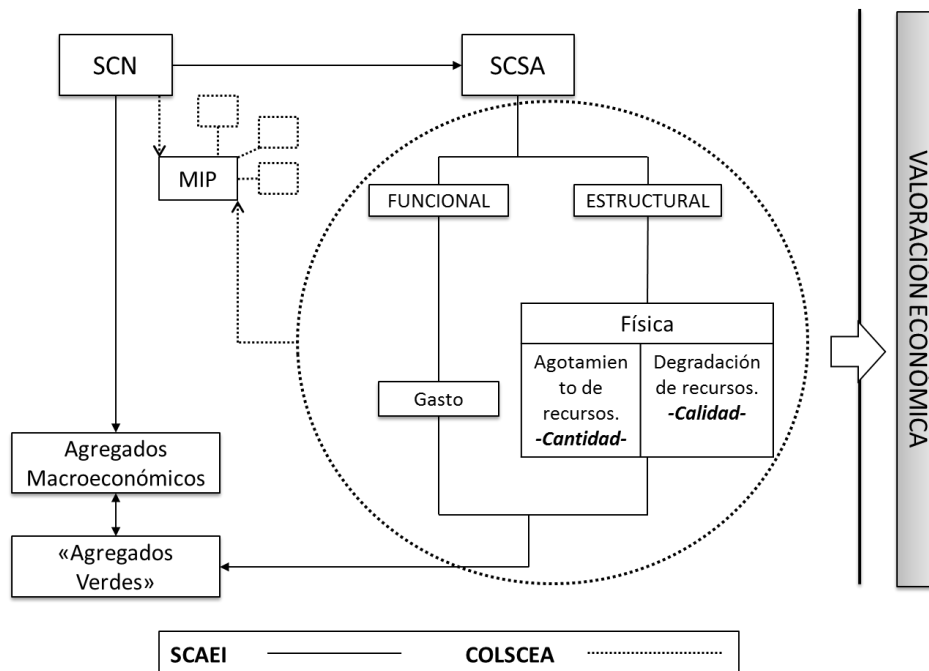 SCN
SCSA
MIP
FUNCIONAL
ESTRUCTURAL
Física
Agotamien
to de
recursos.
-Cantidad-
Degradación
de recursos.
-Calidad-
Gasto
Agregados
Macroeconómicos
«Agregados
Verdes»
VALORACIÓN ECONÓMICA
SCAEI
COLSCEA